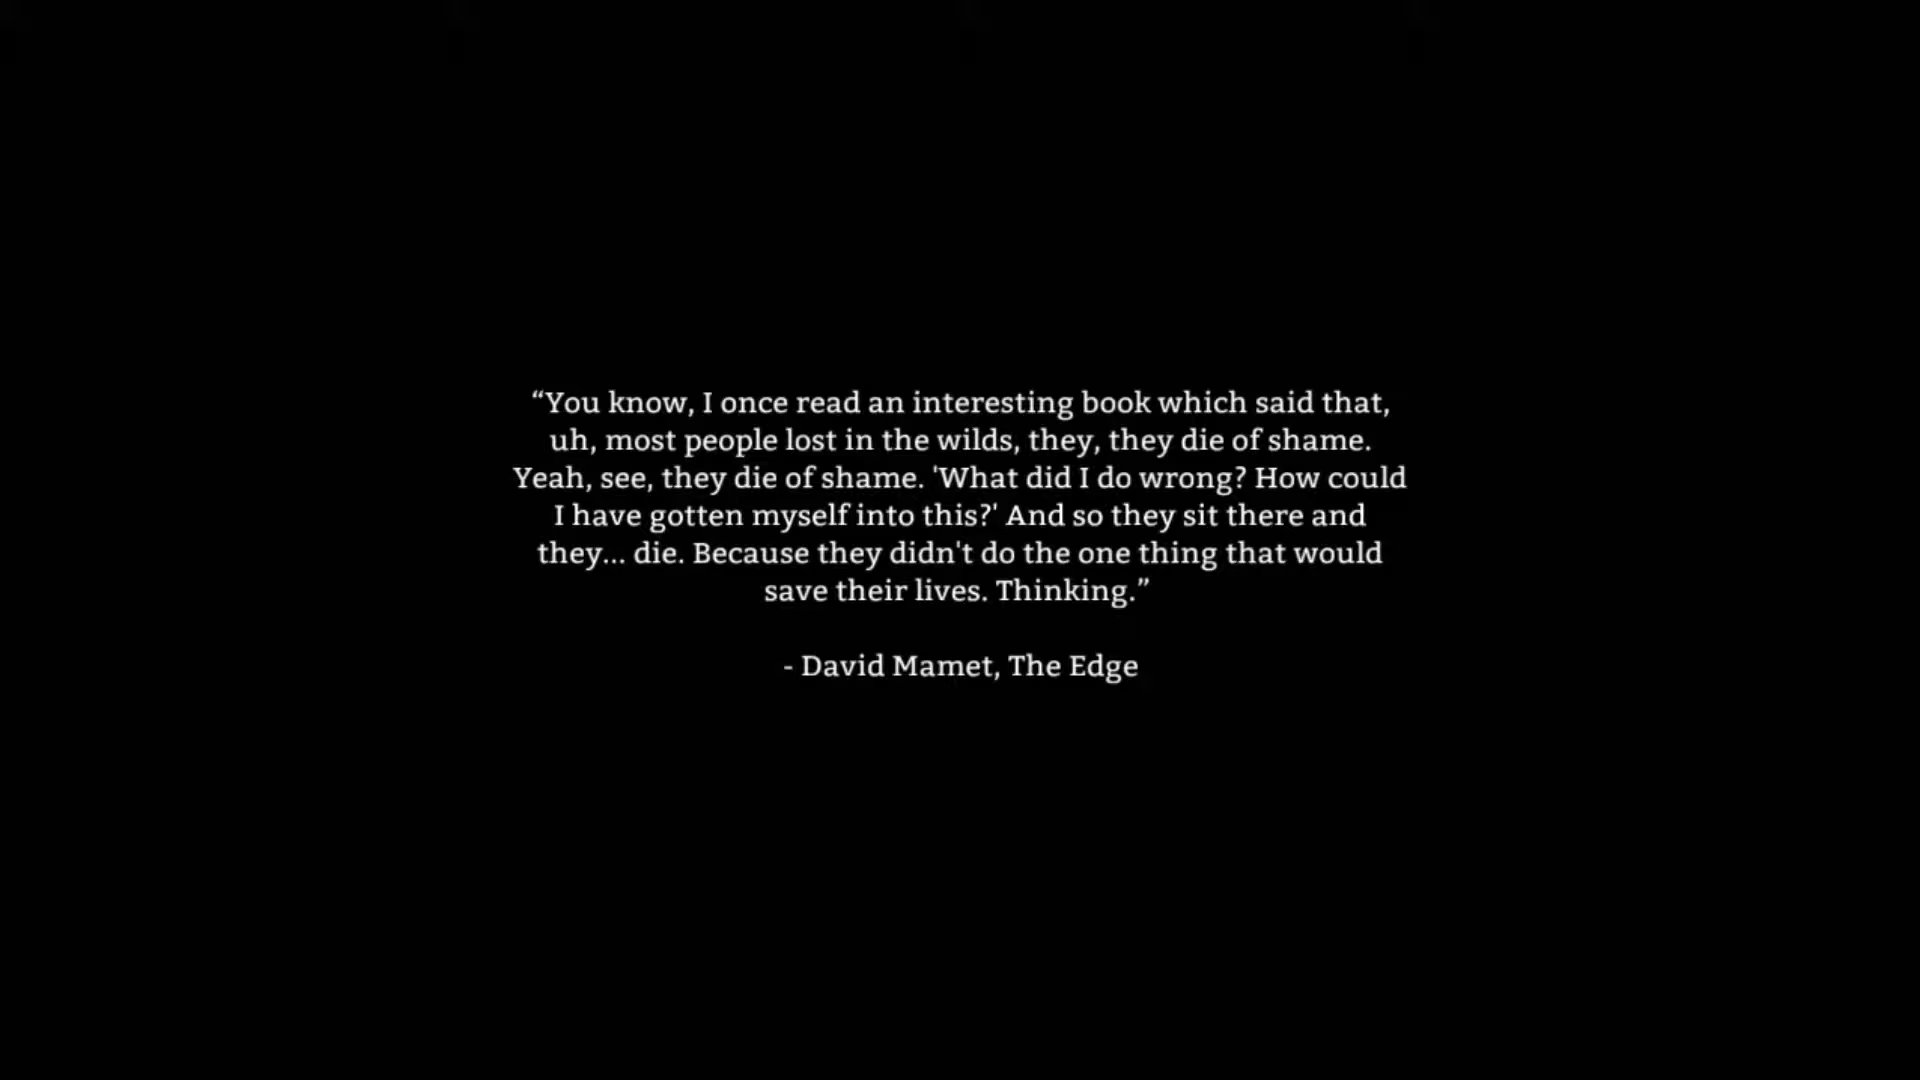 “You know, I once read an interesting book which said that,
uh, most people lost in the wilds, they, they die of shame.
Yeah, see, they die of shame. 'What did I do wrong? How could
I have gotten myself into this?' And so they sit there and
they... die. Because they didn't do the one thing that would
save their lives. Thinking.”
- David Mamet, The Edge